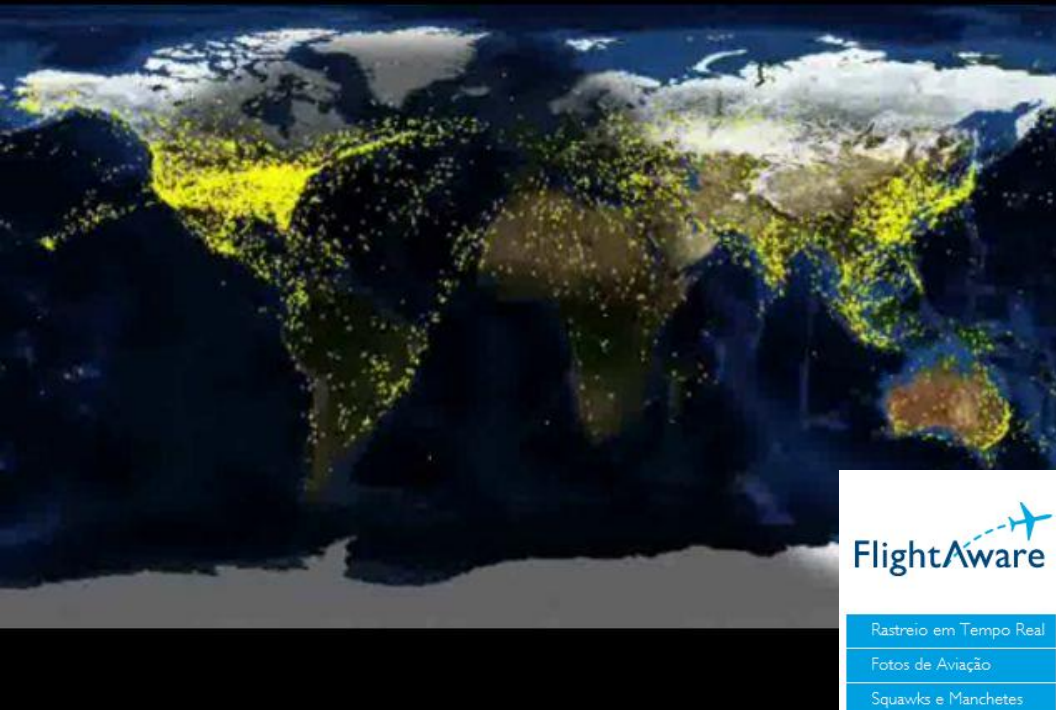 FlightAware
Rastreio em Tempo Real
Fotos de Aviação
Squawks e Manchetes